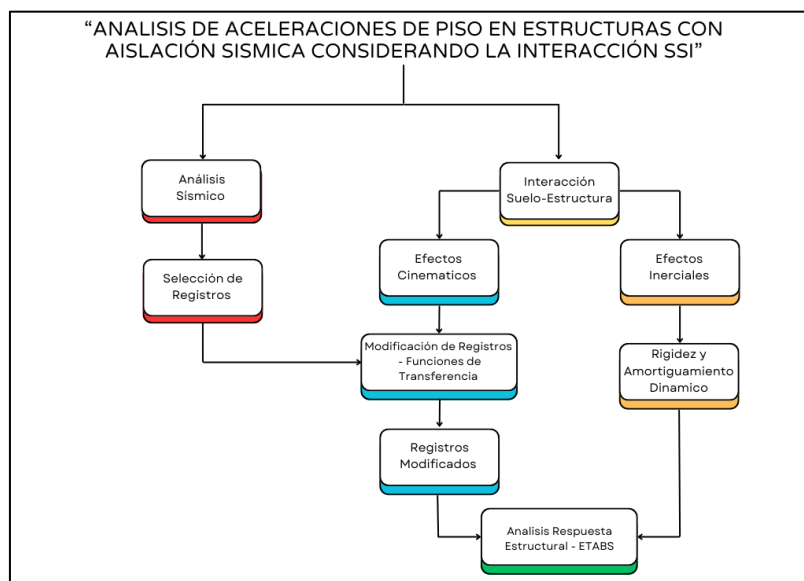 “ANALISIS DE ACELERACIONES DE PISO EN ESTRUCTURAS CON
AISLACIÓN SISMICA CONSIDERANDO LA INTERACCIÓN SSI”
Análisis
Sísmico
Interacción
Suelo-Estructura
Selección de
Registros
Efectos
Cinematicos
Efectos
Inerciales
Modificación de Registros
- Funciones de
Transferencia
Rigidez y
Amortiguamiento
Dinamico
Registros
Modificados
Analisis Respuesta
Estructural - ETABS